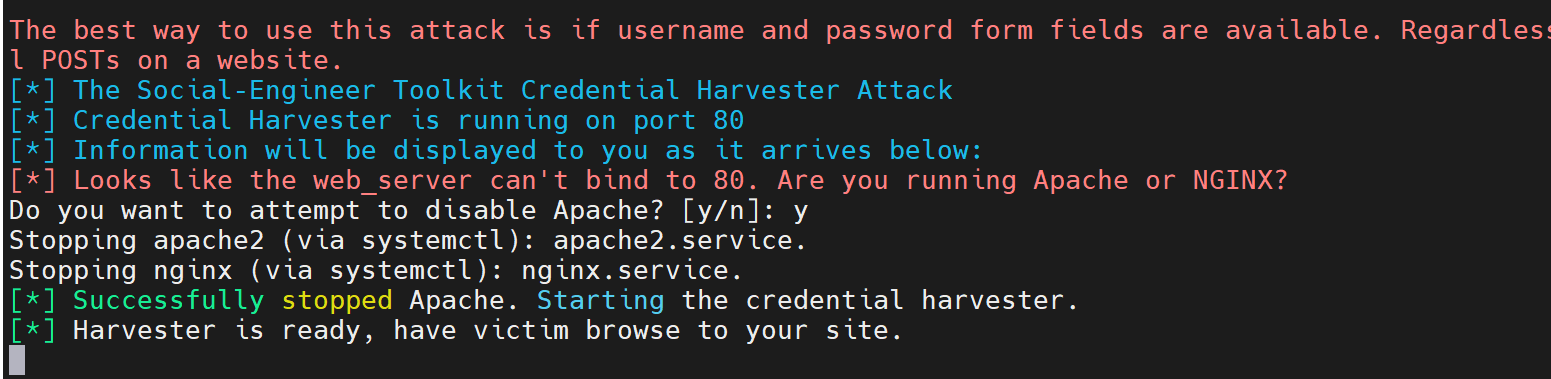 The best way to use this attack is if username and password form fields are available. Regardless
l POSTs on a website.
[*] The Social-Engineer Toolkit Credential Harvester Attack
[*] Credential Harvester is running on port 80
[*] Information will be displayed to you as it arrives below:
[*] Looks like the web_server can't bind to 80. Are you running Apache or NGINX?
Do you want to attempt to disable Apache? [y/n]: y
Stopping apache2 (via systemctl): apache2.service.
Stopping nginx (via systemctl): nginx.service.
[*] Successfully stopped Apache. Starting the credential harvester.
[*] Harvester is ready, have victim browse to your site.